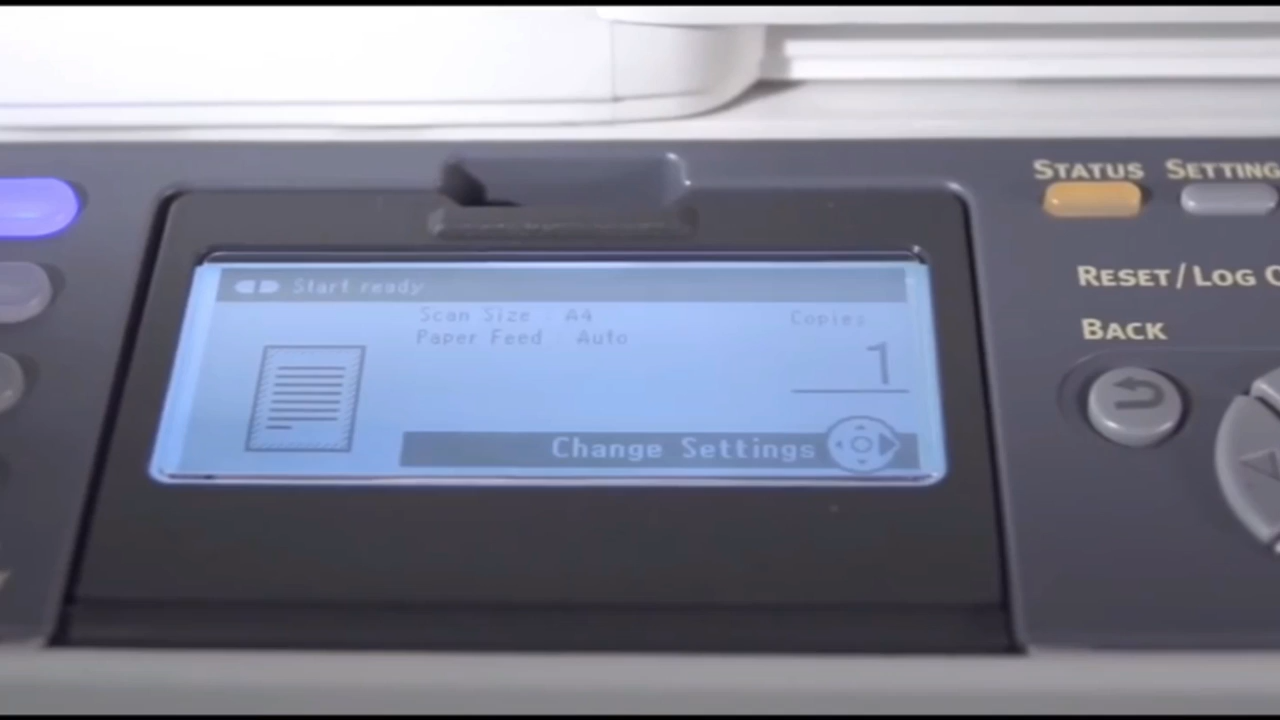 STATUS SETTING
Start ready
RESET/LOG
Scan Size : A4
Copies
Paper Feed : Auto
BACK
1
Change Settings